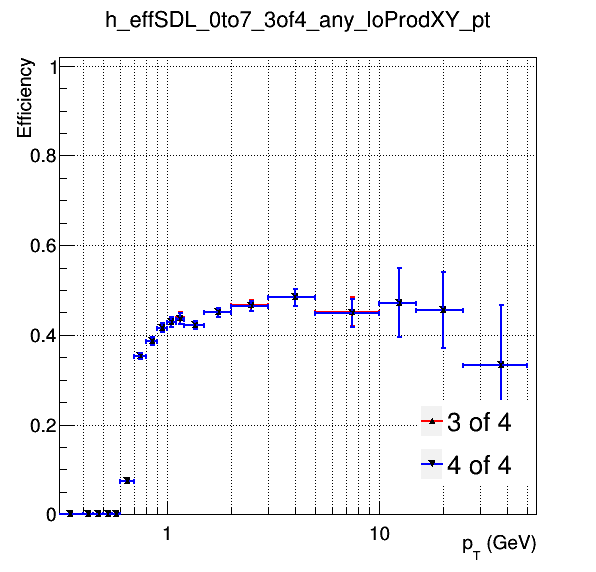 h_effSDL_0to7_3of4_any_loProdXY_pt
Efficiency
1
0.8
0.6
0.4
0.2
0
3 of 4
4 of 4
1
10
p_T (GeV)